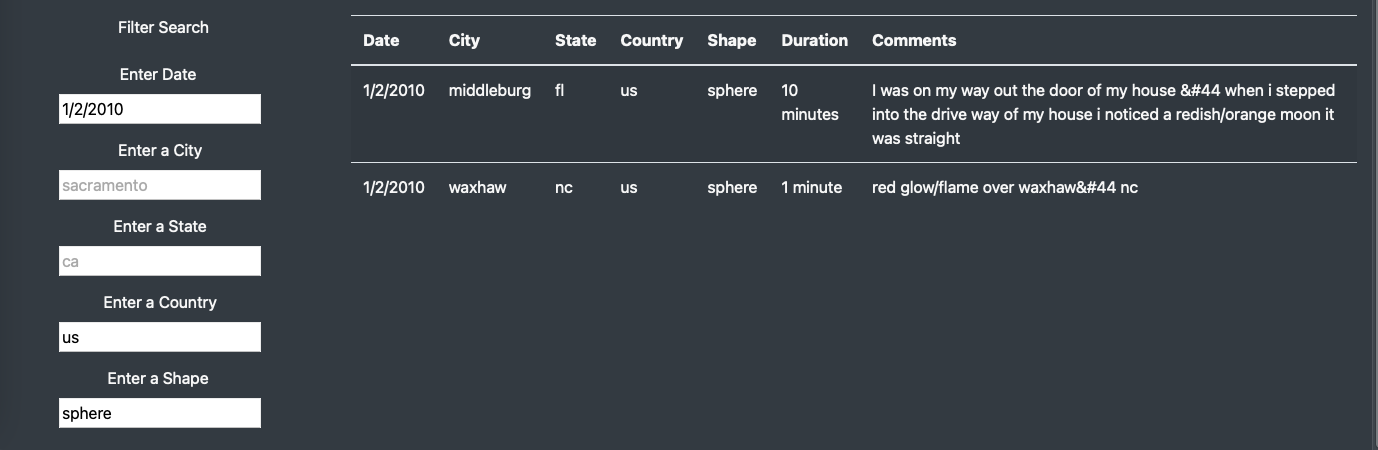 Filter Search
Enter Date
1/2/2010
Enter a City
sacramento
Enter a State
ca
Enter a Country
us
Enter a Shape
sphere
Date City State Country Shape Duration Comments
1/2/2010 middleburg fl us sphere 10 I was on my way out the door of my house &#44 when i stepped
minutes into the drive way of my house i noticed a redish/orange moon it
was straight
1/2/2010 waxhaw nc us sphere 1 minute red glow/flame over waxhaw&#44 nc